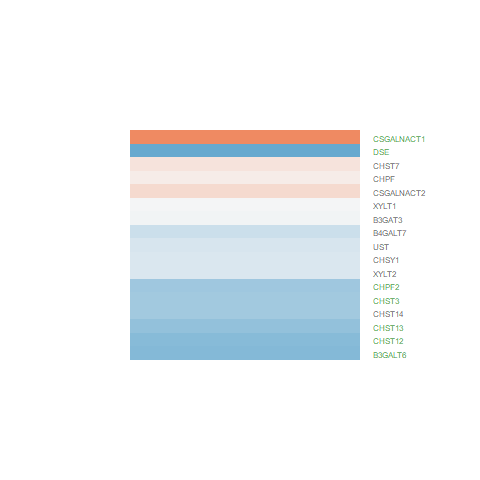 CSGALNACT1
DSE
CHST7
CHPF
CSGALNACT2
XYLT1
B3GAT3
B4GALT7
UST
CHSY1
XYLT2
CHPF2
CHST3
CHST14
CHST13
CHST12
B3GALT6